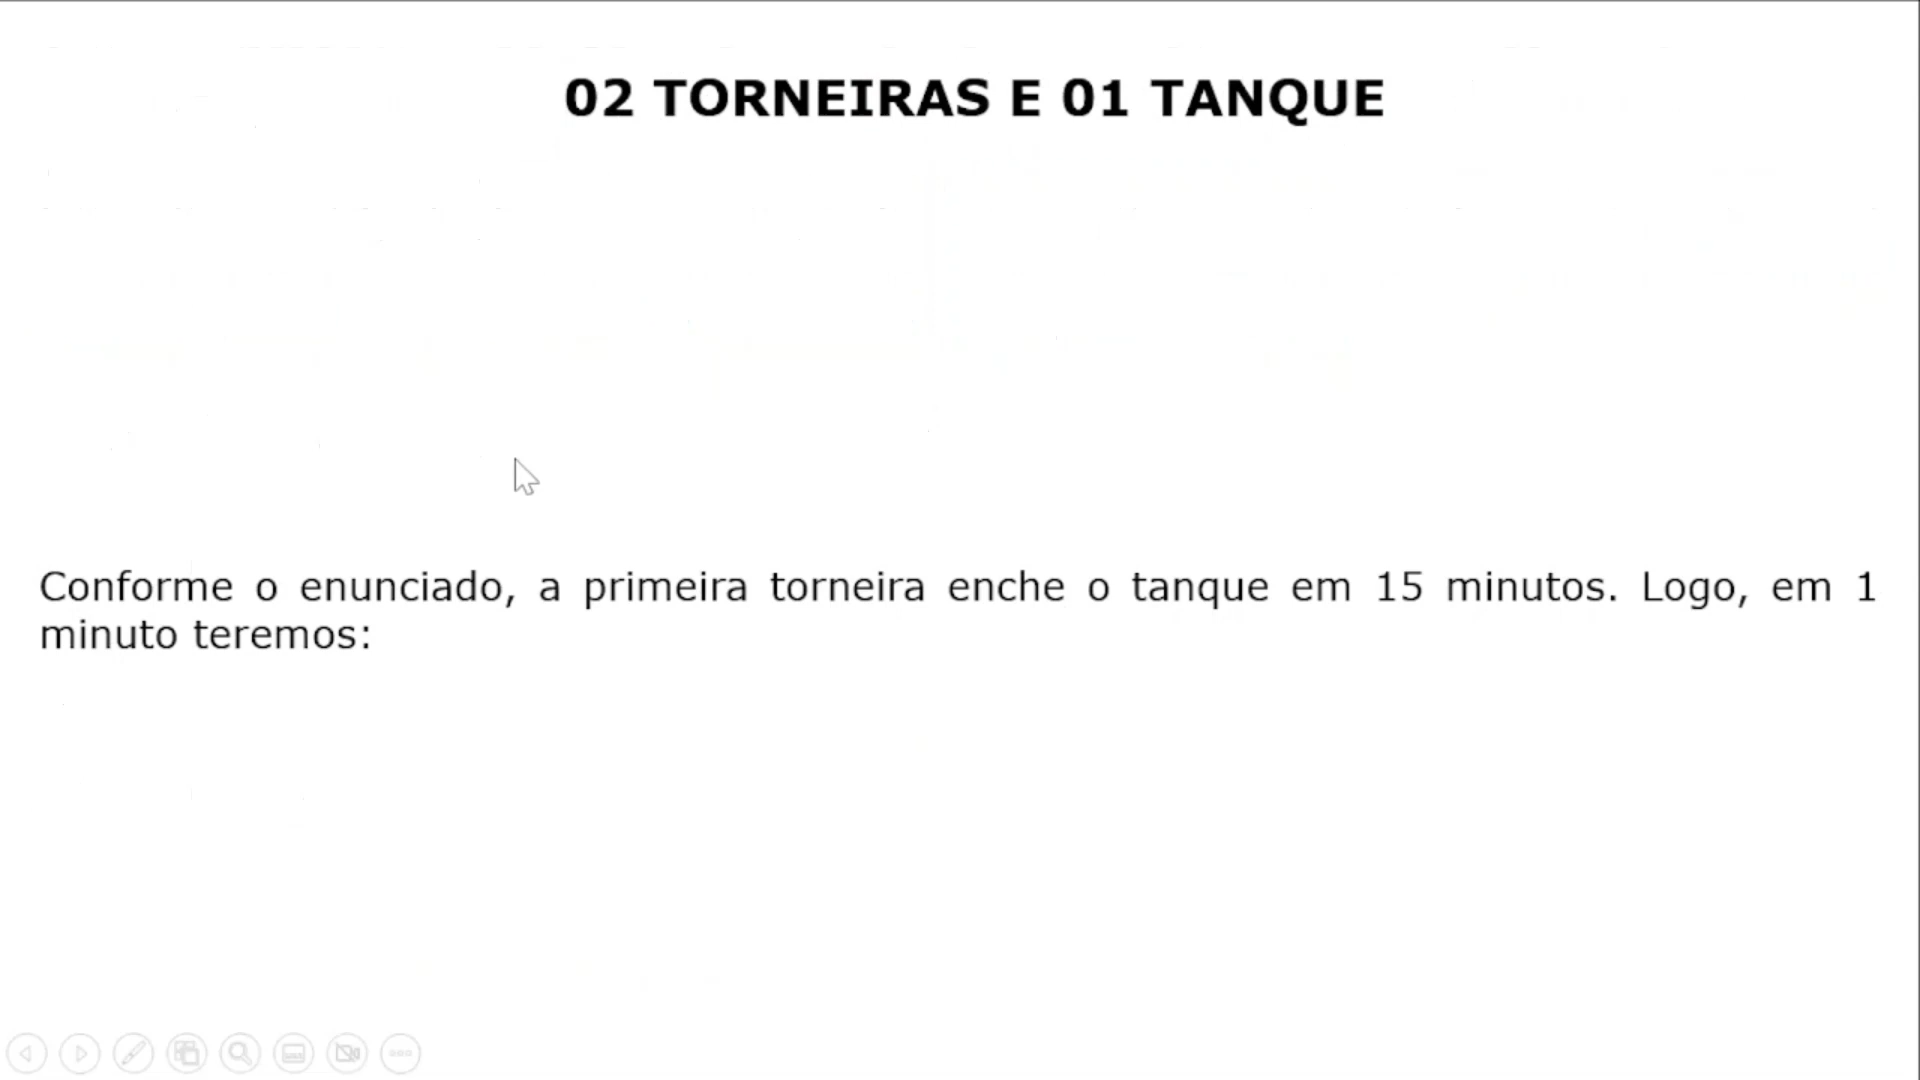 02 TORNEIRAS E 01 TANQUE
Conforme o enunciado, a primeira torneira enche o tanque em 15 minutos. Logo, em 1
minuto teremos: